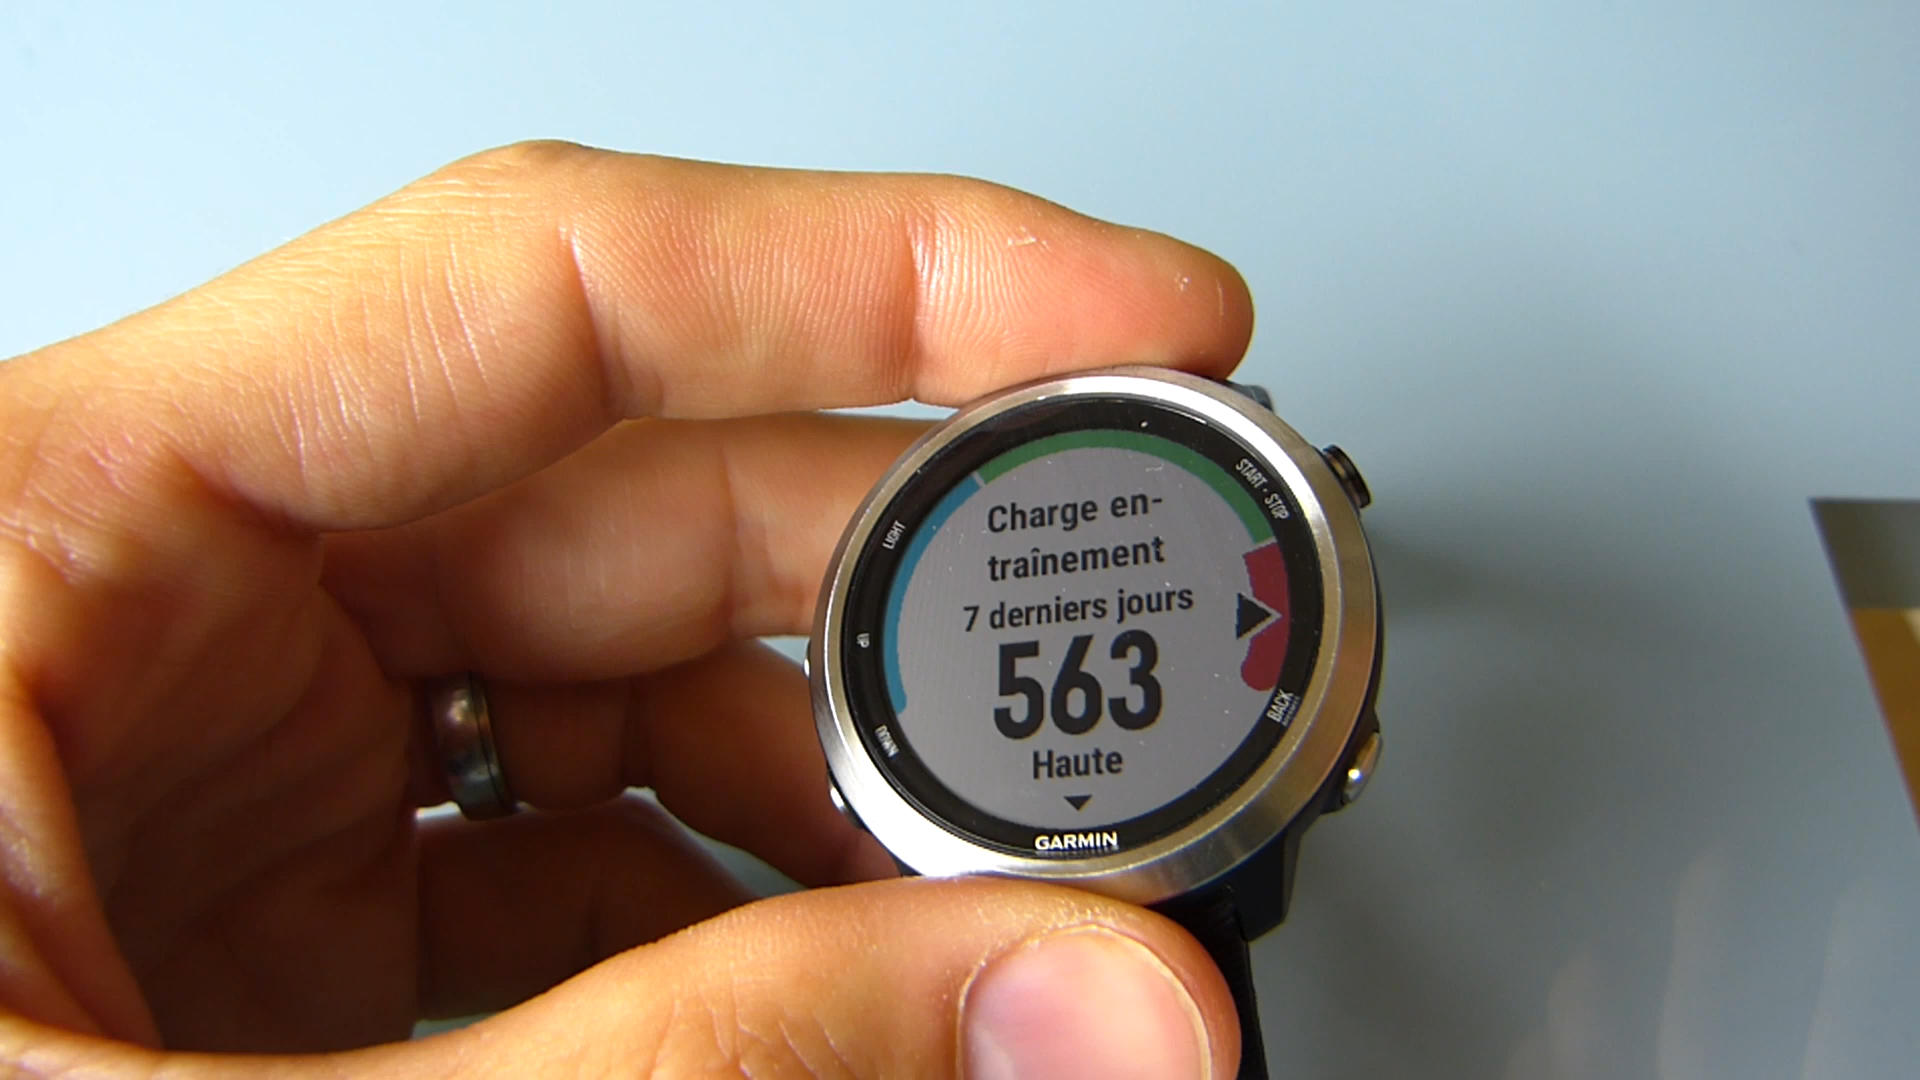 START · STOP
Charge en-
traînement
7 derniers jours
563
Haute
LIGHT
UP
DOWN
BACK
GARMIN